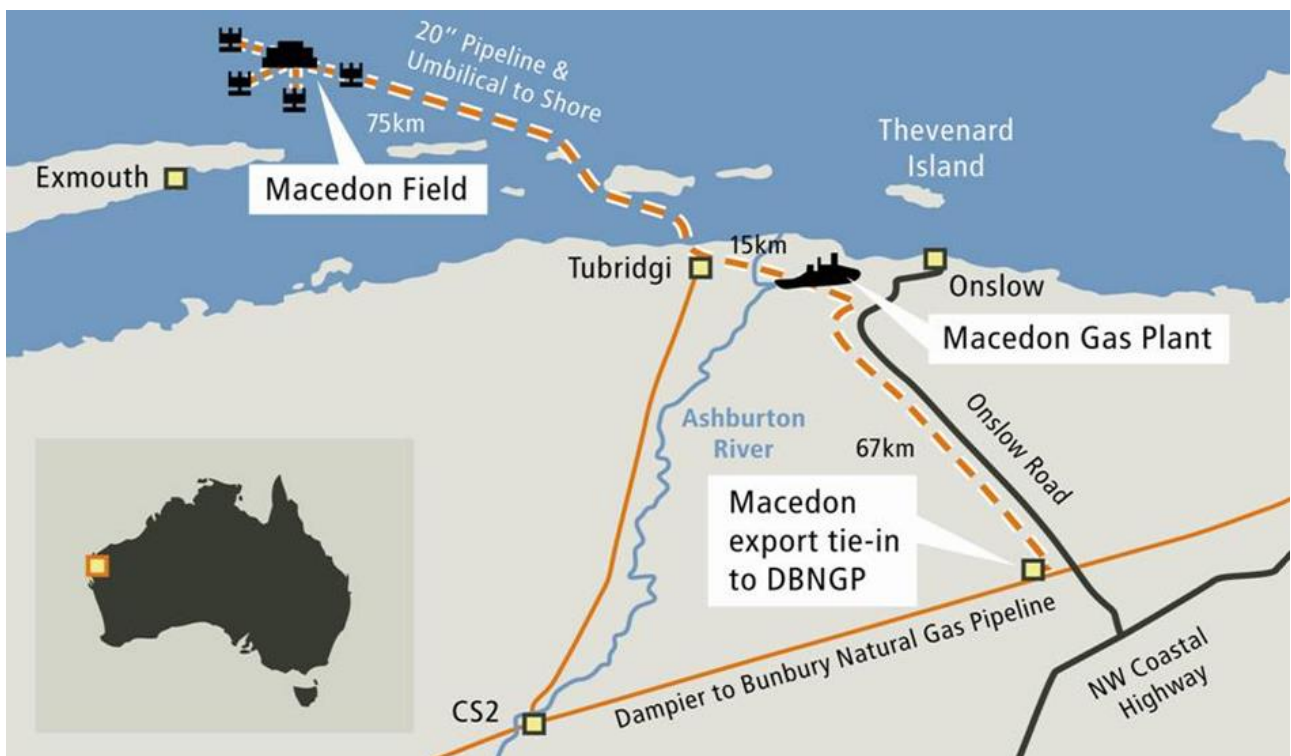 20” Pipeline &
Umbilical to Shore
75km
Thevenard
Island
Exmouth
Macedon Field
15km
Tubridgi
Onslow
Macedon Gas Plant
Ashburton
River
Onslow Road
67km
Macedon
export tie-in
to DBNGP
Dampier to Bunbury Natural Gas Pipeline
NW Coastal
Highway
CS2